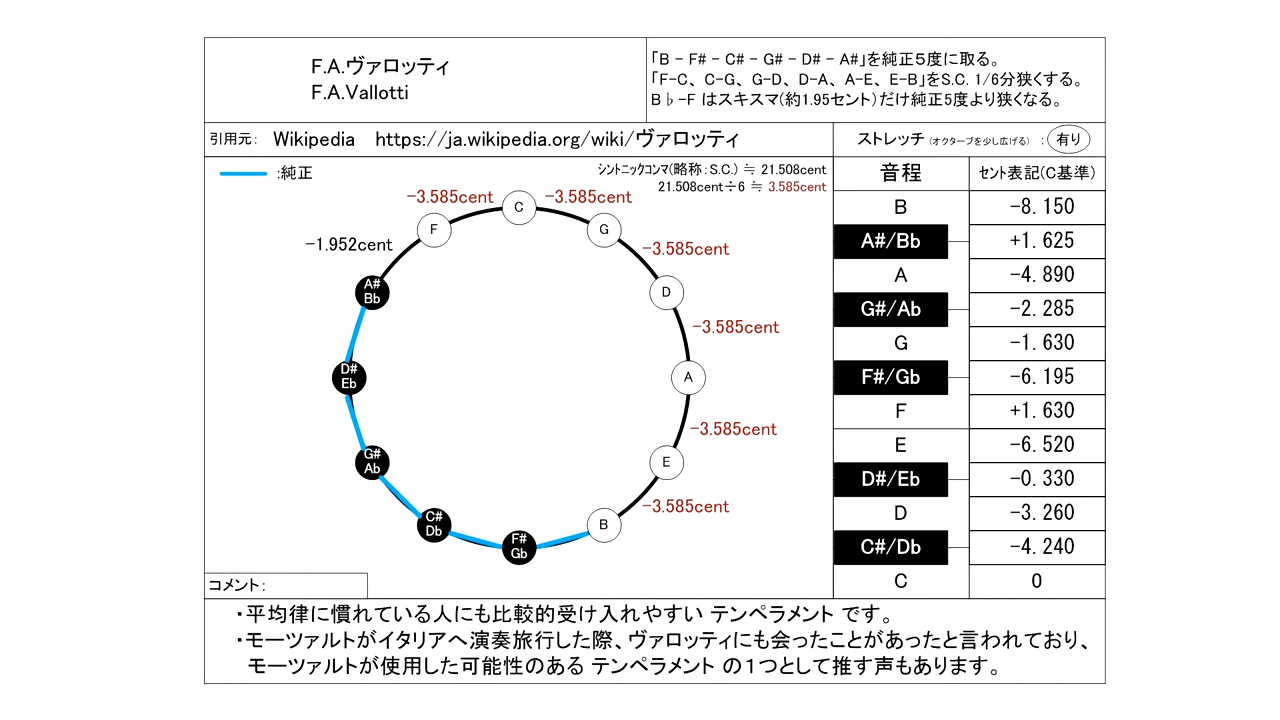 F.A.ヴァロッティ
F.A.Vallotti
「B - F# - C# - G# - D# - A#」を純正5度に取る。
「F-C、C-G、G-D、D-A、A-E、E-B」をS.C. 1/6分狭くする。
B♭-F はスキスマ(約1.95セント)だけ純正5度より狭くなる。
引用元: Wikipedia https://ja.wikipedia.org/wiki/ヴァロッティ
ストレッチ (オクターブを少し広げる) : 有り
:純正
シントニックコンマ(略称:S.C.) ≒ 21.508cent
21.508cent÷6 ≒ 3.585cent
-3.585cent
-3.585cent
-1.952cent
-3.585cent
-3.585cent
-3.585cent
-3.585cent
C
G
D
A
E
B
F#
Gb
C#
Db
G#
Ab
D#
Eb
A#
Bb
F
音程 セント表記(C基準)
B -8.150
A#/Bb +1.625
A -4.890
G#/Ab -2.285
G -1.630
F#/Gb -6.195
F +1.630
E -6.520
D#/Eb -0.330
D -3.260
C#/Db -4.240
C 0
コメント:
・平均律に慣れている人にも比較的受け入れやすい テンペラメント です。
・モーツァルトがイタリアへ演奏旅行した際、ヴァロッティにも会ったことがあったと言われており、
モーツァルトが使用した可能性のある テンペラメント の1つとして推す声もあります。